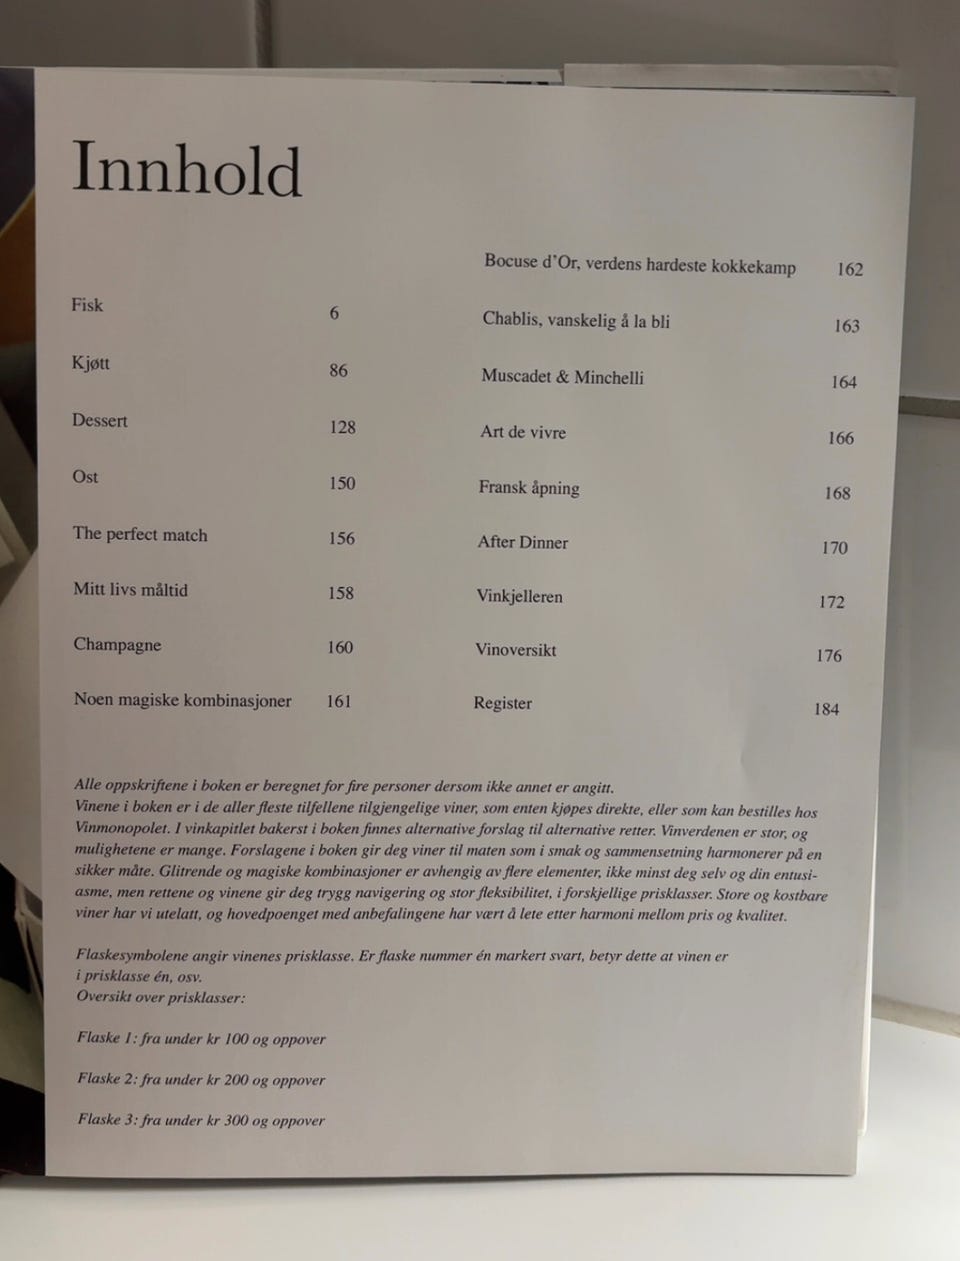 Innhold
Fisk 6
Kjøtt 86
Dessert 128
Ost 150
The perfect match 156
Mitt livs måltid 158
Champagne 160
Noen magiske kombinasjoner 161
Bocuse d’Or, verdens hardeste kokkekamp 162
Chablis, vanskelig å la bli 163
Muscadet & Minchelli 164
Art de vivre 166
Fransk åpning 168
After Dinner 170
Vinkjelleren 172
Vinoversikt 176
Register 184
Alle oppskriftene i boken er beregnet for fire personer dersom ikke annet er angitt.
Vinene i boken er i de aller fleste tilfellene tilgjengelige viner, som enten kjøpes direkte, eller som kan bestilles hos
Vinmonopolet. I vinkapitlet bakerst i boken finnes alternative forslag til alternative retter. Vinverdenen er stor, og
mulighetene er mange. Forslagene i boken gir deg viner til maten som i smak og sammensetning harmonerer på en
sikker måte. Glitrende og magiske kombinasjoner er avhengig av flere elementer, ikke minst deg selv og din entusi-
asme, men rettene og vinene gir deg trygg navigering og stor fleksibilitet, i forskjellige prisklasser. Store og kostbare
viner har vi utelatt, og hovedpoenget med anbefalingene har vært å lete etter harmoni mellom pris og kvalitet.
Flaskesymbolene angir vinenes prisklasse. Er flaske nummer én markert svart, betyr dette at vinen er
i prisklasse én, osv.
Oversikt over prisklasser:
Flaske 1: fra under kr 100 og oppover
Flaske 2: fra under kr 200 og oppover
Flaske 3: fra under kr 300 og oppover